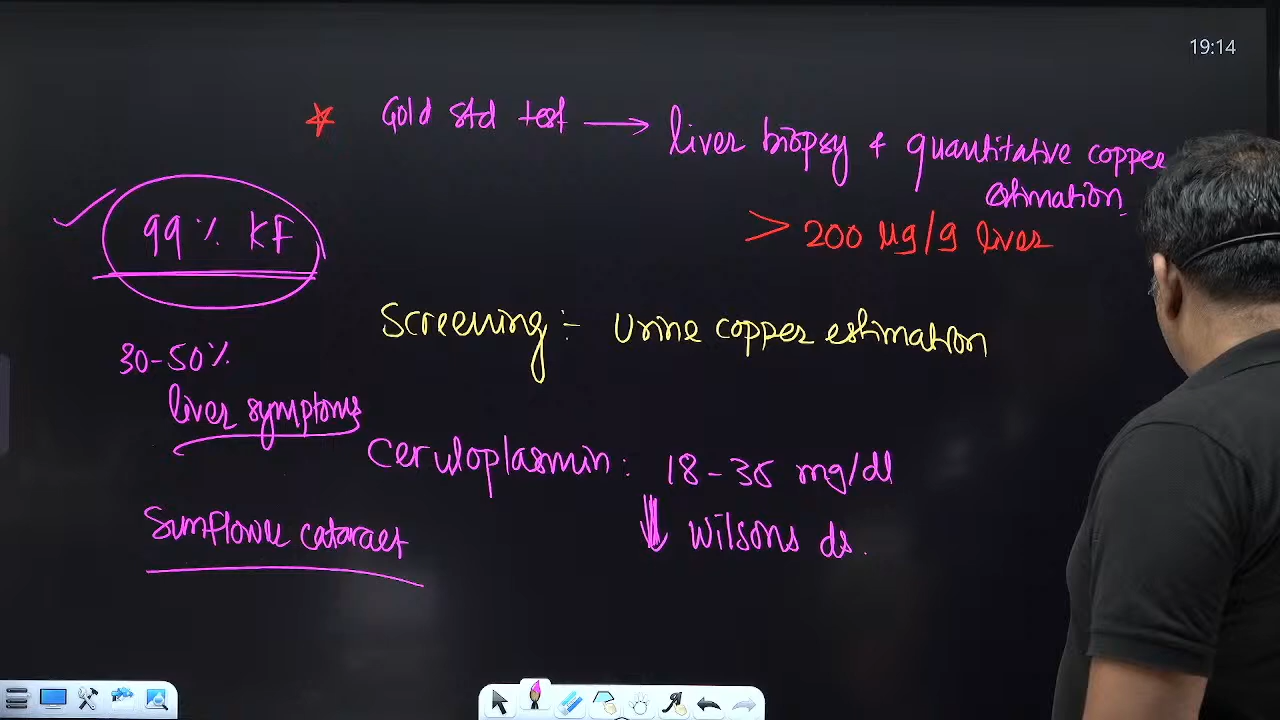 19:14
* Gold std test → liver biopsy & quantitative copper
estimation
> 200 µg/g liver
✓ 99% KF
Screening :- Urine copper estimation
30-50%
liver symptoms
Ceruloplasmin : 18-35 mg/dl
↓ Wilsons ds.
Sunflower cataract